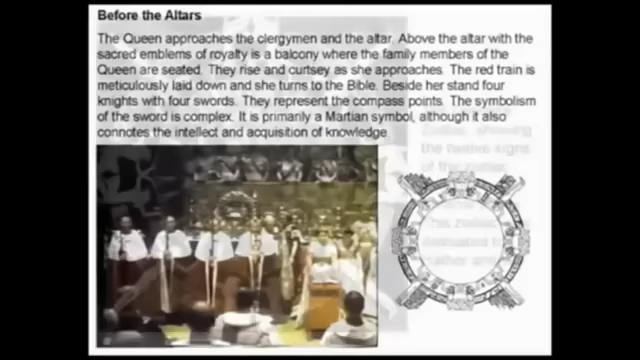 Before the Altars
The Queen approaches the clergymen and the altar. Above the altar with the
sacred emblems of royalty is a balcony where the family members of the
Queen are seated. They rise and curtsey as she approaches. The red train is
meticulously laid down and she turns to the Bible. Beside her stand four
knights with four swords. They represent the compass points. The symbolism
of the sword is complex. It is primarily a Martian symbol, although it also
connotes the intellect and acquisition of knowledge.
Zodiac, showing
the twelve signs
of the zodiac